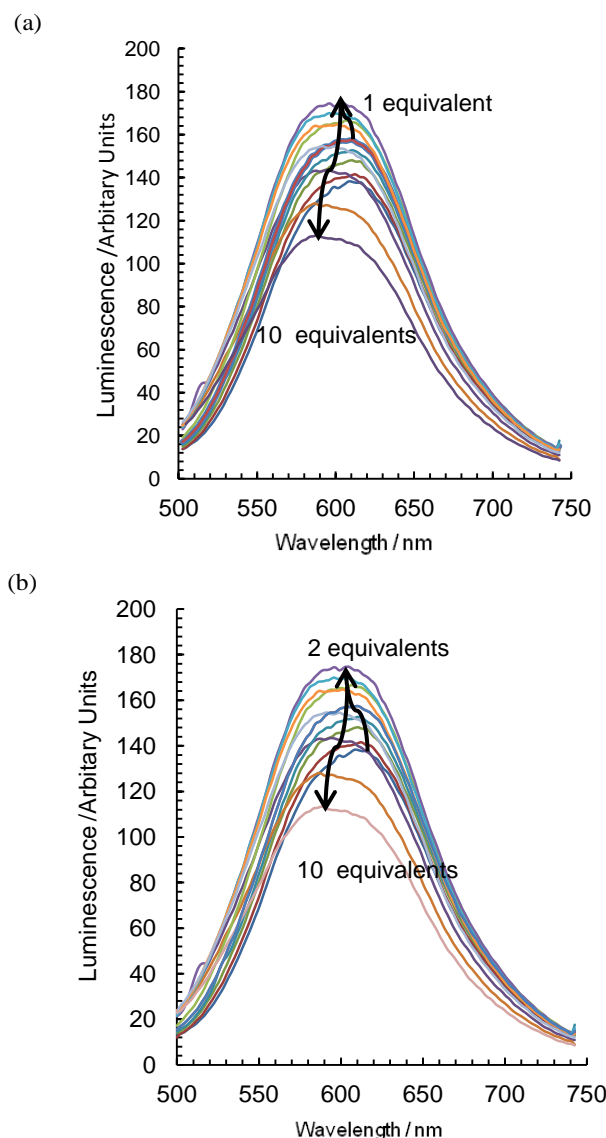 (a)
200
180
160
140
120
100
80
60
40
20
0
Luminescence /Arbitary Units
1 equivalent
10 equivalents
500 550 600 650 700 750
Wavelength / nm
(b)
200
180
160
140
120
100
80
60
40
20
0
Luminescence /Arbitary Units
2 equivalents
10 equivalents
500 550 600 650 700 750
Wavelength / nm